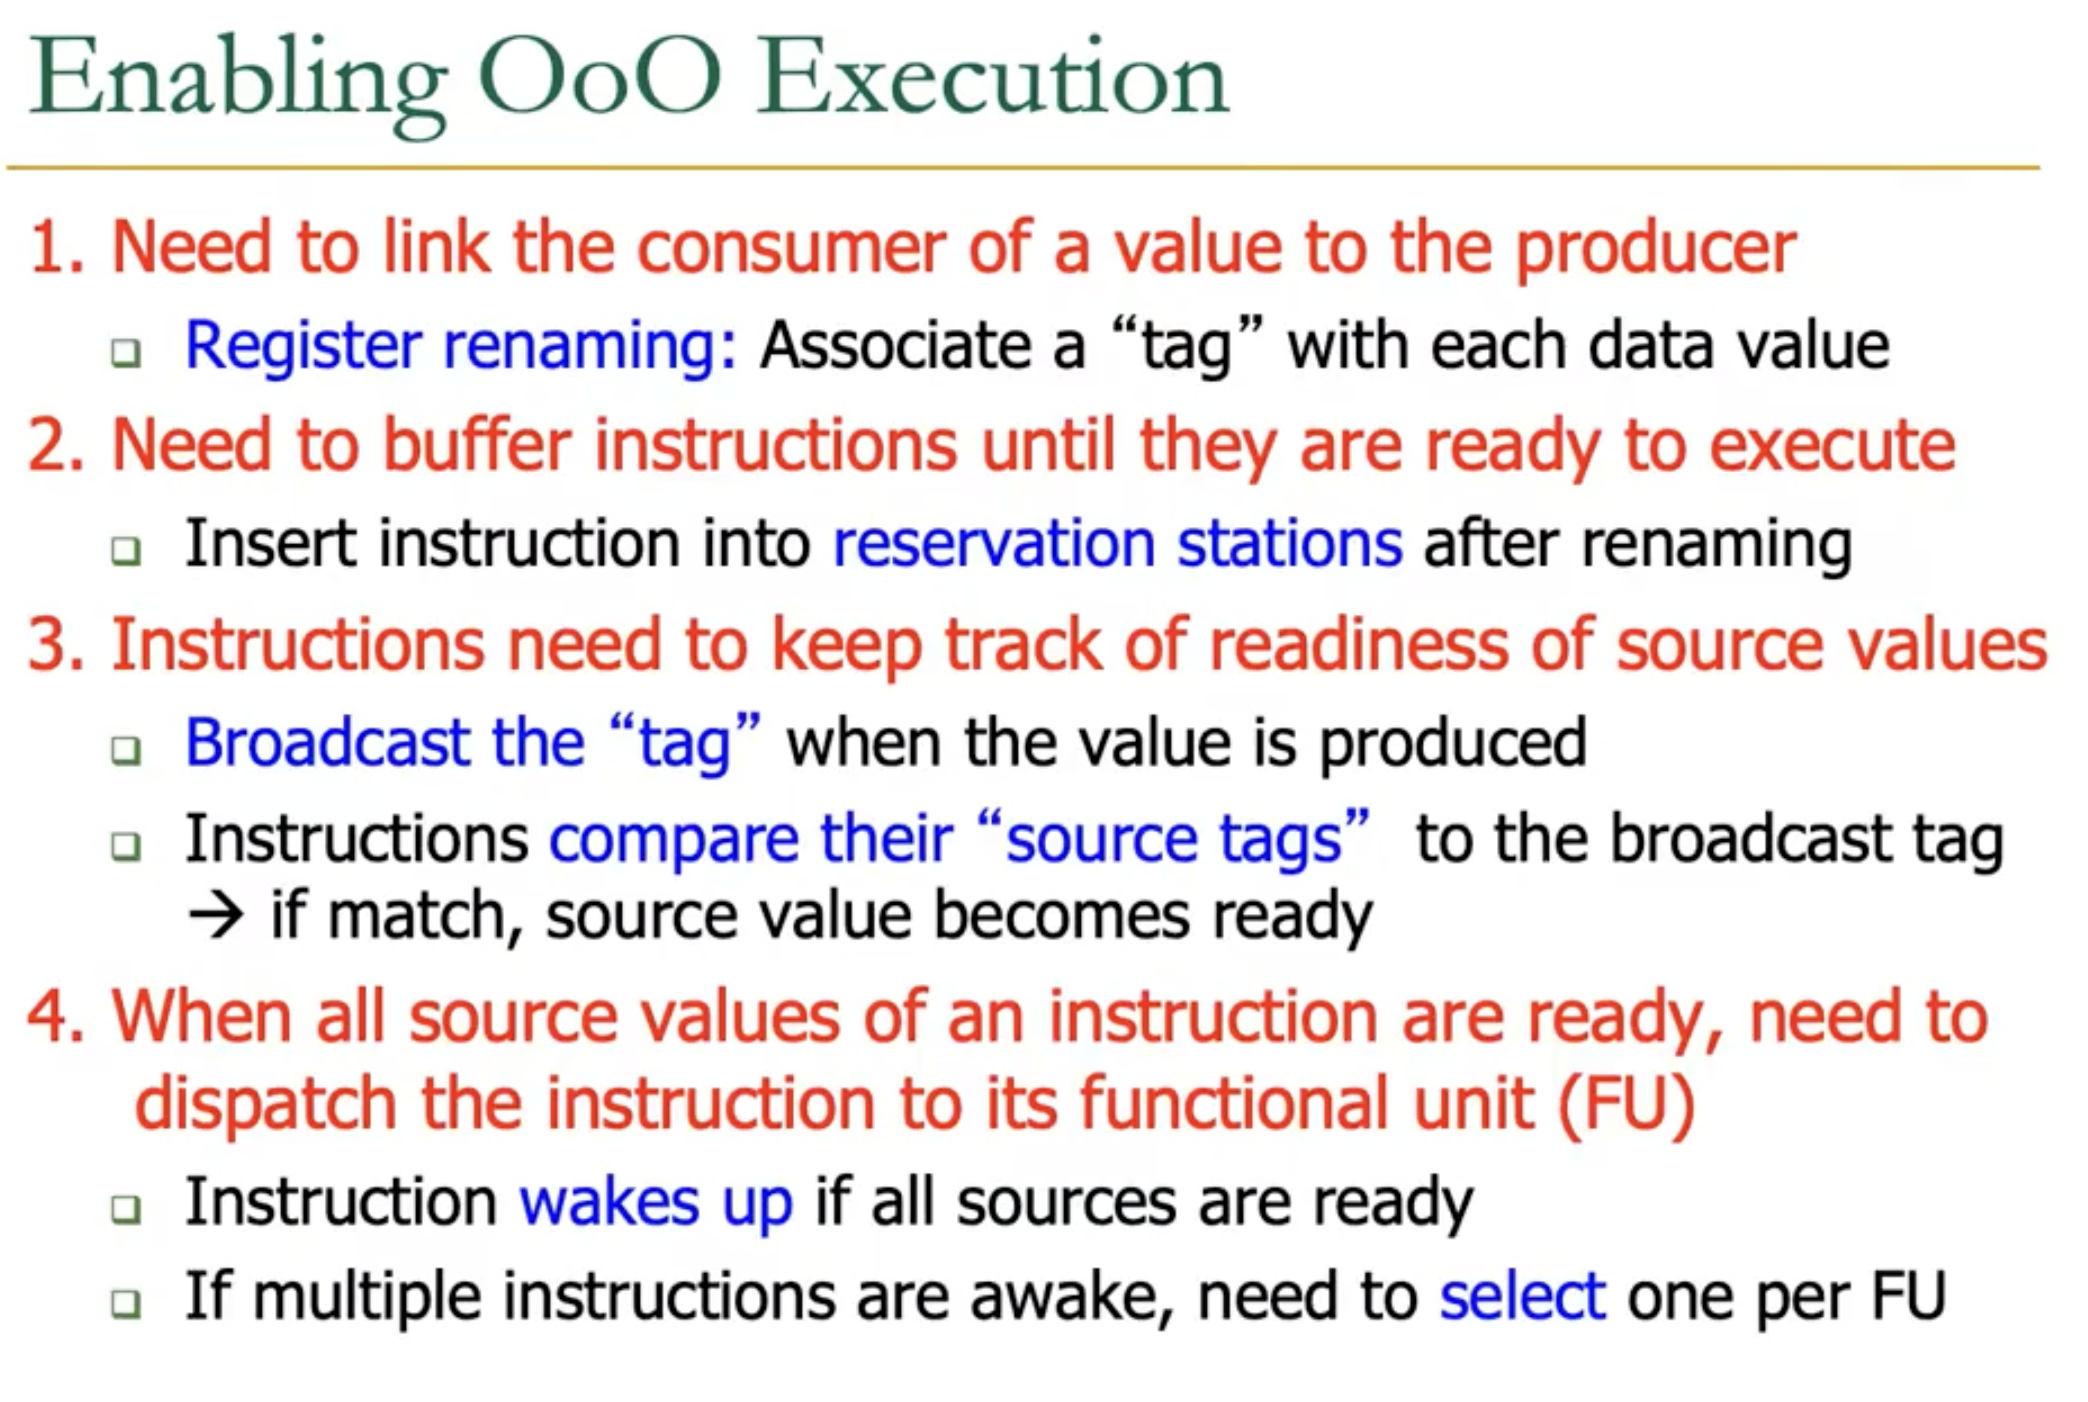 Enabling OoO Execution
1. Need to link the consumer of a value to the producer
❑ Register renaming: Associate a “tag” with each data value
2. Need to buffer instructions until they are ready to execute
❑ Insert instruction into reservation stations after renaming
3. Instructions need to keep track of readiness of source values
❑ Broadcast the “tag” when the value is produced
❑ Instructions compare their “source tags” to the broadcast tag
→ if match, source value becomes ready
4. When all source values of an instruction are ready, need to
dispatch the instruction to its functional unit (FU)
❑ Instruction wakes up if all sources are ready
❑ If multiple instructions are awake, need to select one per FU